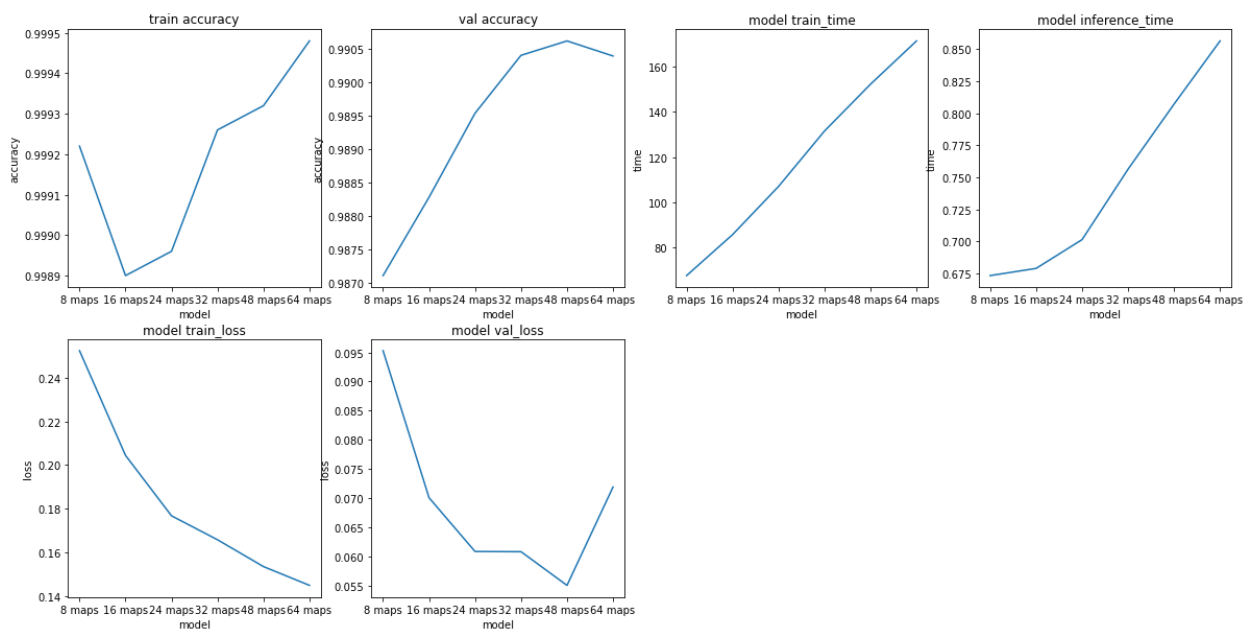 train accuracy
0.9995
0.9994
0.9993
0.9992
0.9991
0.9990
0.9989
accuracy
8 maps 16 maps 24 maps 32 maps 48 maps 64 maps
model
val accuracy
0.9905
0.9900
0.9895
0.9890
0.9885
0.9880
0.9875
0.9870
accuracy
8 maps 16 maps 24 maps 32 maps 48 maps 64 maps
model
model train_time
160
140
120
100
80
time
8 maps 16 maps 24 maps 32 maps 48 maps 64 maps
model
model inference_time
0.850
0.825
0.800
0.775
0.750
0.725
0.700
0.675
time
8 maps 16 maps 24 maps 32 maps 48 maps 64 maps
model
model train_loss
0.24
0.22
0.20
0.18
0.16
0.14
loss
8 maps 16 maps 24 maps 32 maps 48 maps 64 maps
model
model val_loss
0.095
0.090
0.085
0.080
0.075
0.070
0.065
0.060
0.055
loss
8 maps 16 maps 24 maps 32 maps 48 maps 64 maps
model